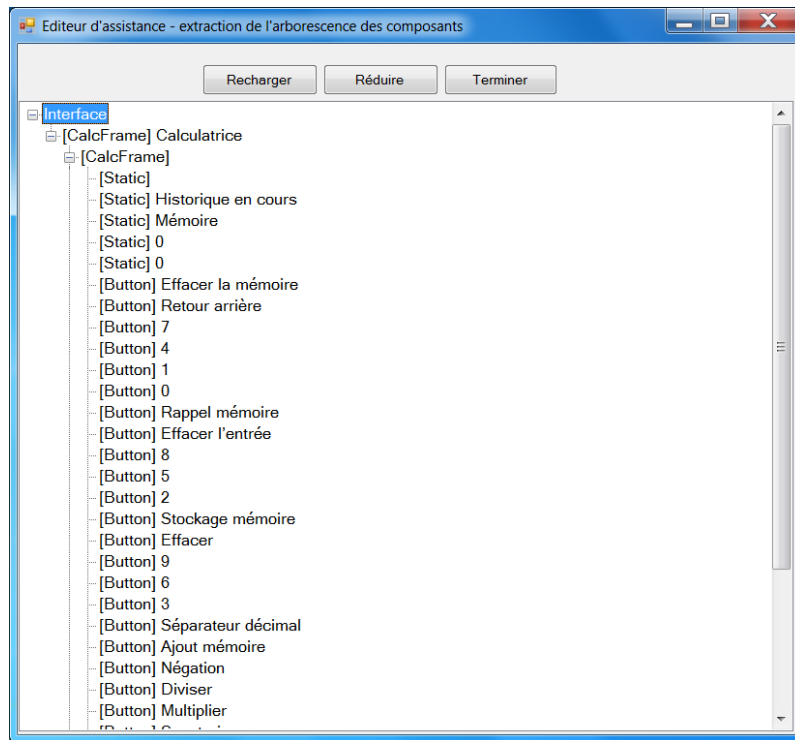 Editeur d'assistance - extraction de l'arborescence des composants
Recharger Réduire Terminer
Interface
[CalcFrame] Calculatrice
[CalcFrame]
[Static]
[Static] Historique en cours
[Static] Mémoire
[Static] 0
[Static] 0
[Button] Effacer la mémoire
[Button] Retour arrière
[Button] 7
[Button] 4
[Button] 1
[Button] 0
[Button] Rappel mémoire
[Button] Effacer l'entrée
[Button] 8
[Button] 5
[Button] 2
[Button] Stockage mémoire
[Button] Effacer
[Button] 9
[Button] 6
[Button] 3
[Button] Séparateur décimal
[Button] Ajout mémoire
[Button] Négation
[Button] Diviser
[Button] Multiplier